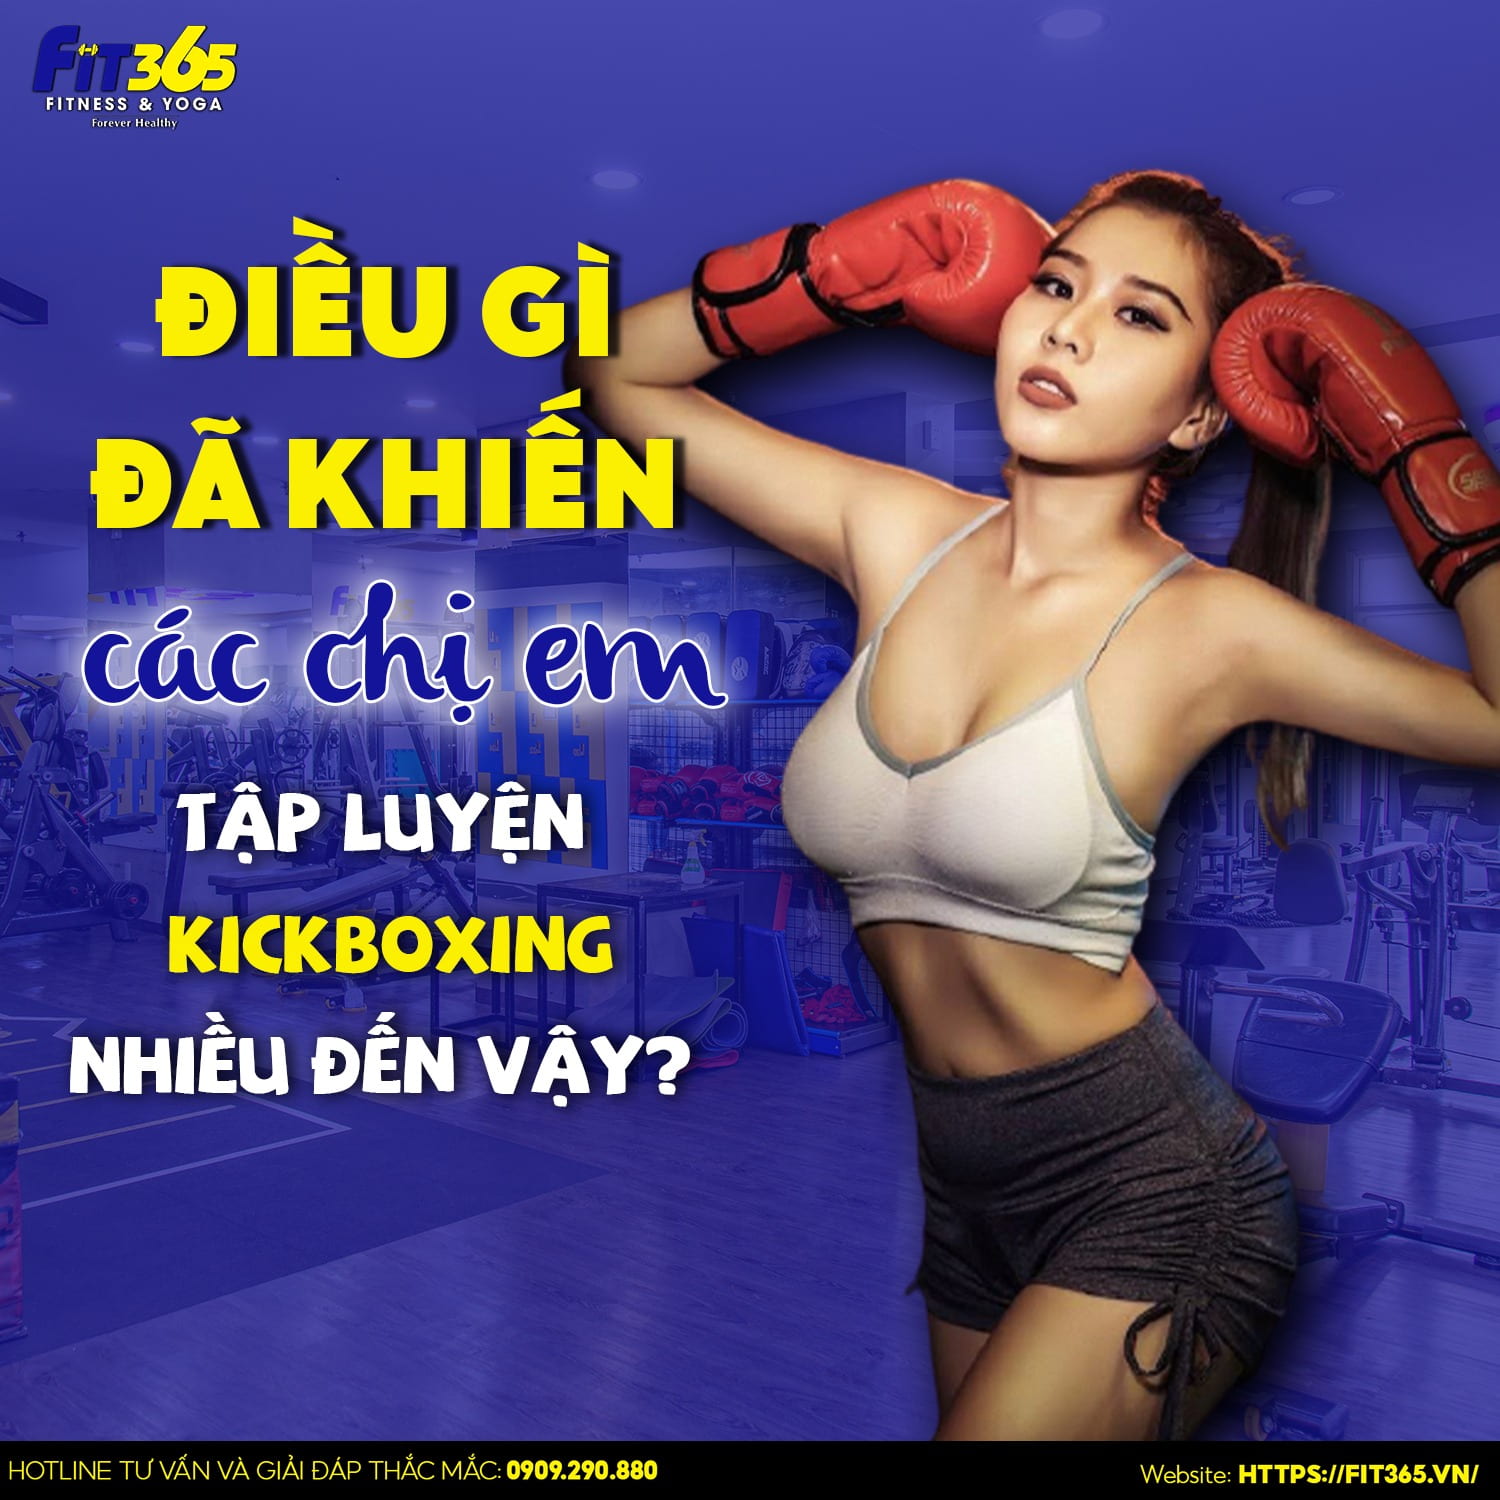 FiT365
FITNESS & YOGA
Forever Healthy
ĐIỀU GÌ
ĐÃ KHIẾN
các chị em
TẬP LUYỆN
KICKBOXING
NHIỀU ĐẾN VẬY?
HOTLINE TƯ VẤN VÀ GIẢI ĐÁP THẮC MẮC: 0909.290.880
Website: HTTPS://FIT365.VN/